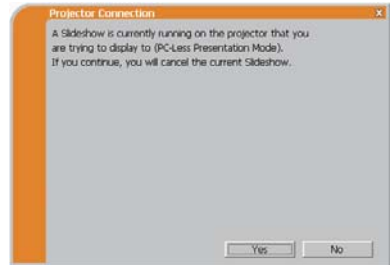 Projector Connection
X
A Slideshow is currently running on the projector that you
are trying to display to (PC-Less Presentation Mode).
If you continue, you will cancel the current Slideshow.
Yes
No